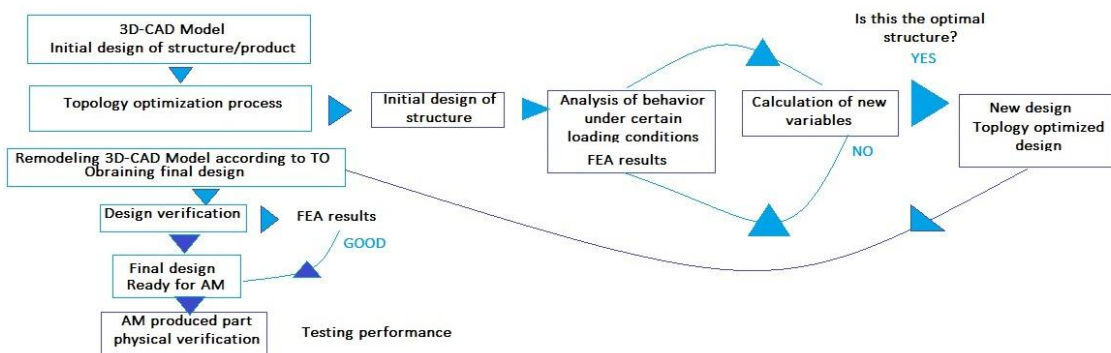 3D-CAD Model
Initial design of structure/product
Topology optimization process
Initial design of
structure
Analysis of behavior
under certain
loading conditions
FEA results
Calculation of new
variables
Is this the optimal
structure?
YES
NO
New design
Toplogy optimized
design
Remodeling 3D-CAD Model according to TO
Obraining final design
Design verification
FEA results
GOOD
Final design
Ready for AM
AM produced part
physical verification
Testing performance